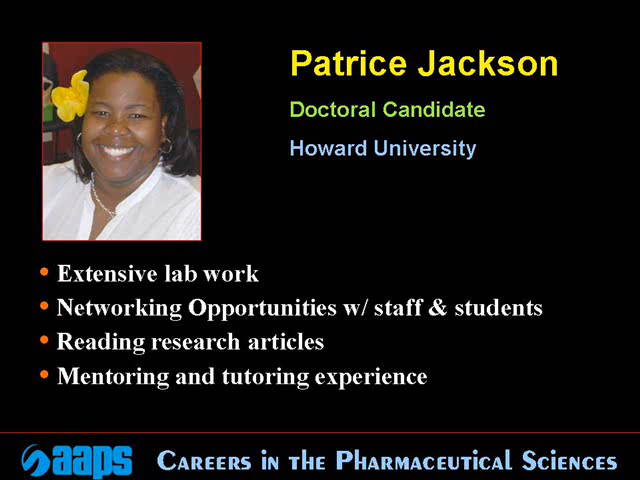 Patrice Jackson
Doctoral Candidate
Howard University
• Extensive lab work
• Networking Opportunities w/ staff & students
• Reading research articles
• Mentoring and tutoring experience
aaps CAREERS IN THE PHARMACEUTICAL SCIENCES